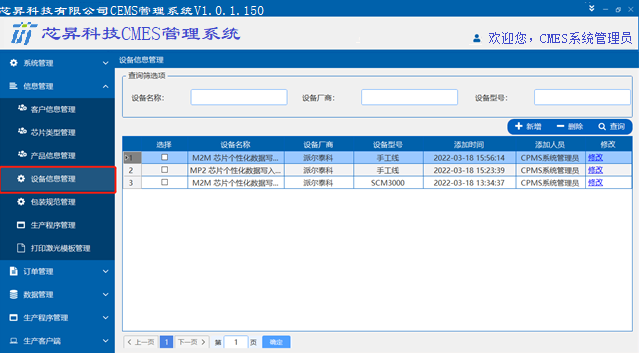 芯昇科技有限公司CEMS管理系统V1.0.1.150
芯昇科技CMES管理系统
欢迎您，CMES系统管理员
系统管理
信息管理
客户信息管理
芯片类型管理
产品信息管理
设备信息管理
包装规范管理
生产程序管理
打印激光模板管理
订单管理
数据管理
生产程序管理
生产客户端
设备信息管理
查询筛选项
设备名称： 设备厂商： 设备型号：
新增 删除 查询
选择 设备名称 设备厂商 设备型号 添加时间 添加人员 修改
1 M2M 芯片个性化数据写... 派尔泰科 手工线 2022-03-18 15:56:14 CPMS系统管理员 修改
2 MP2 芯片个性化数据写入... 派尔泰科 手工线 2022-03-18 15:23:39 CPMS系统管理员 修改
3 M2M 芯片个性化数据写... 派尔泰科 SCM3000 2022-03-18 13:34:37 CPMS系统管理员 修改
上一页 1 下一页 第 1 页 确定